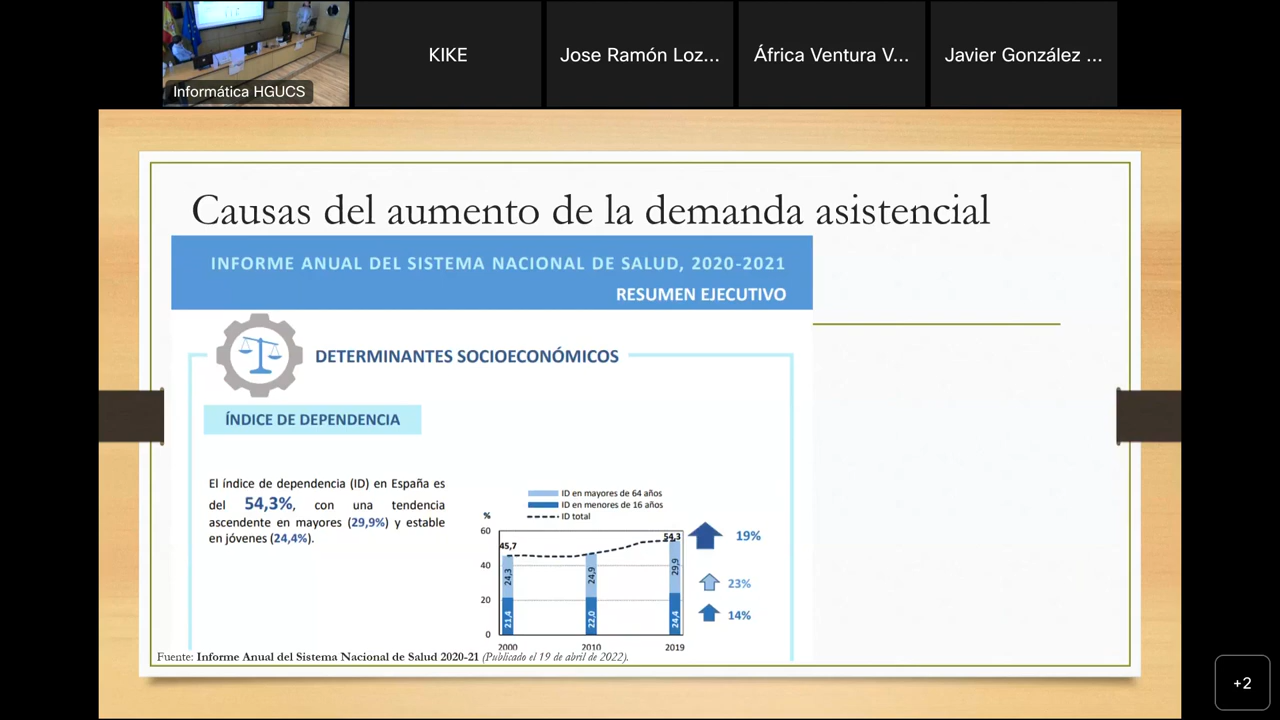 Informática HGUCS
KIKE
Jose Ramón Loz...
África Ventura V...
Javier González ...
Causas del aumento de la demanda asistencial
INFORME ANUAL DEL SISTEMA NACIONAL DE SALUD, 2020-2021
RESUMEN EJECUTIVO
DETERMINANTES SOCIOECONÓMICOS
ÍNDICE DE DEPENDENCIA
El índice de dependencia (ID) en España es
del 54,3%, con una tendencia
ascendente en mayores (29,9%) y estable
en jóvenes (24,4%).
ID en mayores de 64 años
ID en menores de 16 años
ID total
%
60
40
20
0
45,7
54,3
24,3
24,9
29,9
21,4
22,0
24,4
2000
2010
2019
19%
23%
14%
Fuente: Informe Anual del Sistema Nacional de Salud 2020-21 (Publicado el 19 de abril de 2022).
+2